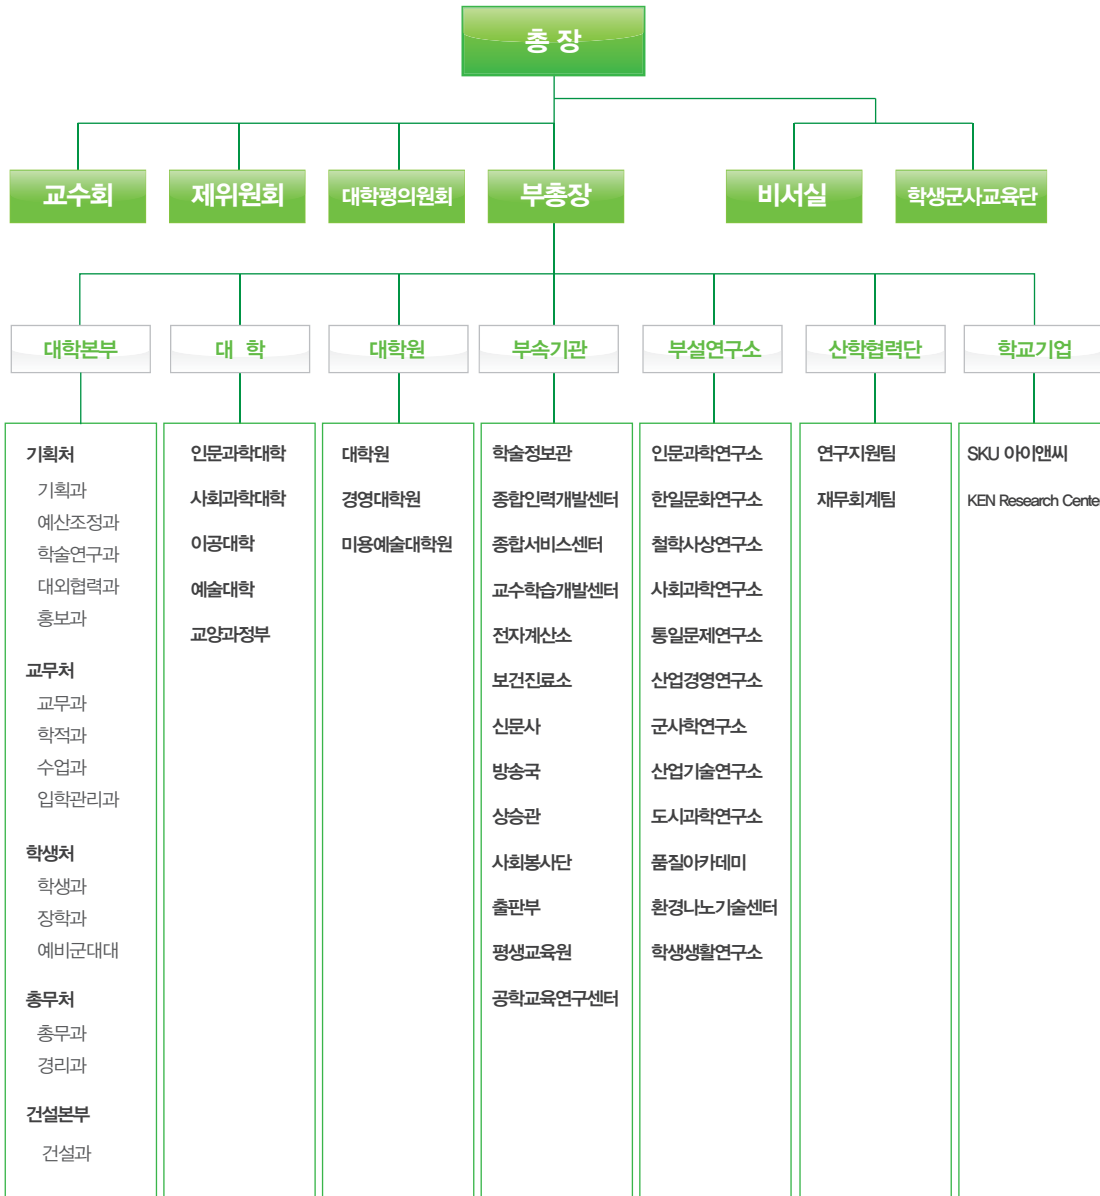 총 장
교수회
제위원회
대학평의원회
부총장
비서실
학생군사교육단
대학본부
대 학
대학원
부속기관
부설연구소
산학협력단
학교기업
기획처
기획과
예산조정과
학술연구과
대외협력과
홍보과
교무처
교무과
학적과
수업과
입학관리과
학생처
학생과
장학과
예비군대대
총무처
총무과
경리과
건설본부
건설과
인문과학대학
사회과학대학
이공대학
예술대학
교양과정부
대학원
경영대학원
미용예술대학원
학술정보관
종합인력개발센터
종합서비스센터
교수학습개발센터
전자계산소
보건진료소
신문사
방송국
상승관
사회봉사단
출판부
평생교육원
공학교육연구센터
인문과학연구소
한일문화연구소
철학사상연구소
사회과학연구소
통일문제연구소
산업경영연구소
군사학연구소
산업기술연구소
도시과학연구소
품질아카데미
환경나노기술센터
학생생활연구소
연구지원팀
재무회계팀
SKU 아이앤씨
KEN Research Cente